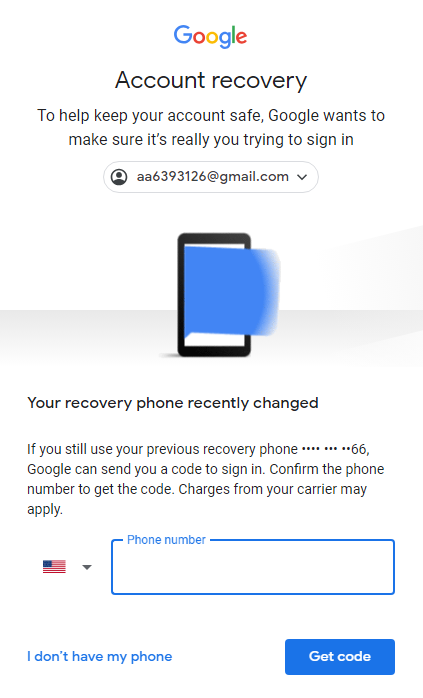 Google
Account recovery
To help keep your account safe, Google wants to
make sure it’s really you trying to sign in
aa6393126@gmail.com
Your recovery phone recently changed
If you still use your previous recovery phone •••• ••• ••66,
Google can send you a code to sign in. Confirm the phone
number to get the code. Charges from your carrier may
apply.
Phone number
I don’t have my phone
Get code